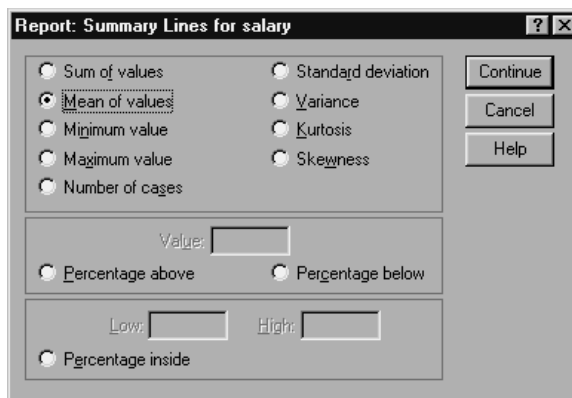 Report: Summary Lines for salary
Sum of values
Mean of values
Minimum value
Maximum value
Number of cases
Standard deviation
Variance
Kurtosis
Skewness
Continue
Cancel
Help
Value:
Percentage above
Percentage below
Low:
High:
Percentage inside